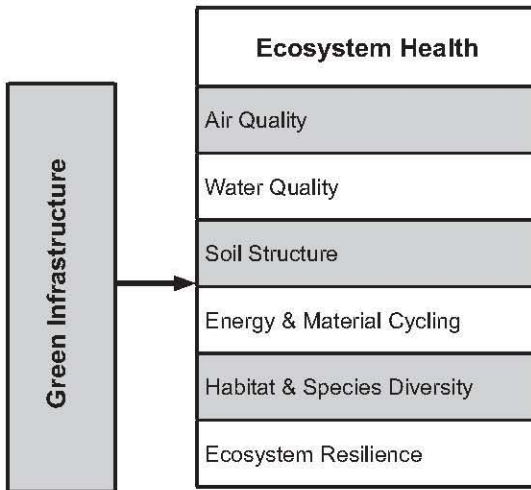 Ecosystem Health
Green Infrastructure
Air Quality
Water Quality
Soil Structure
Energy & Material Cycling
Habitat & Species Diversity
Ecosystem Resilience